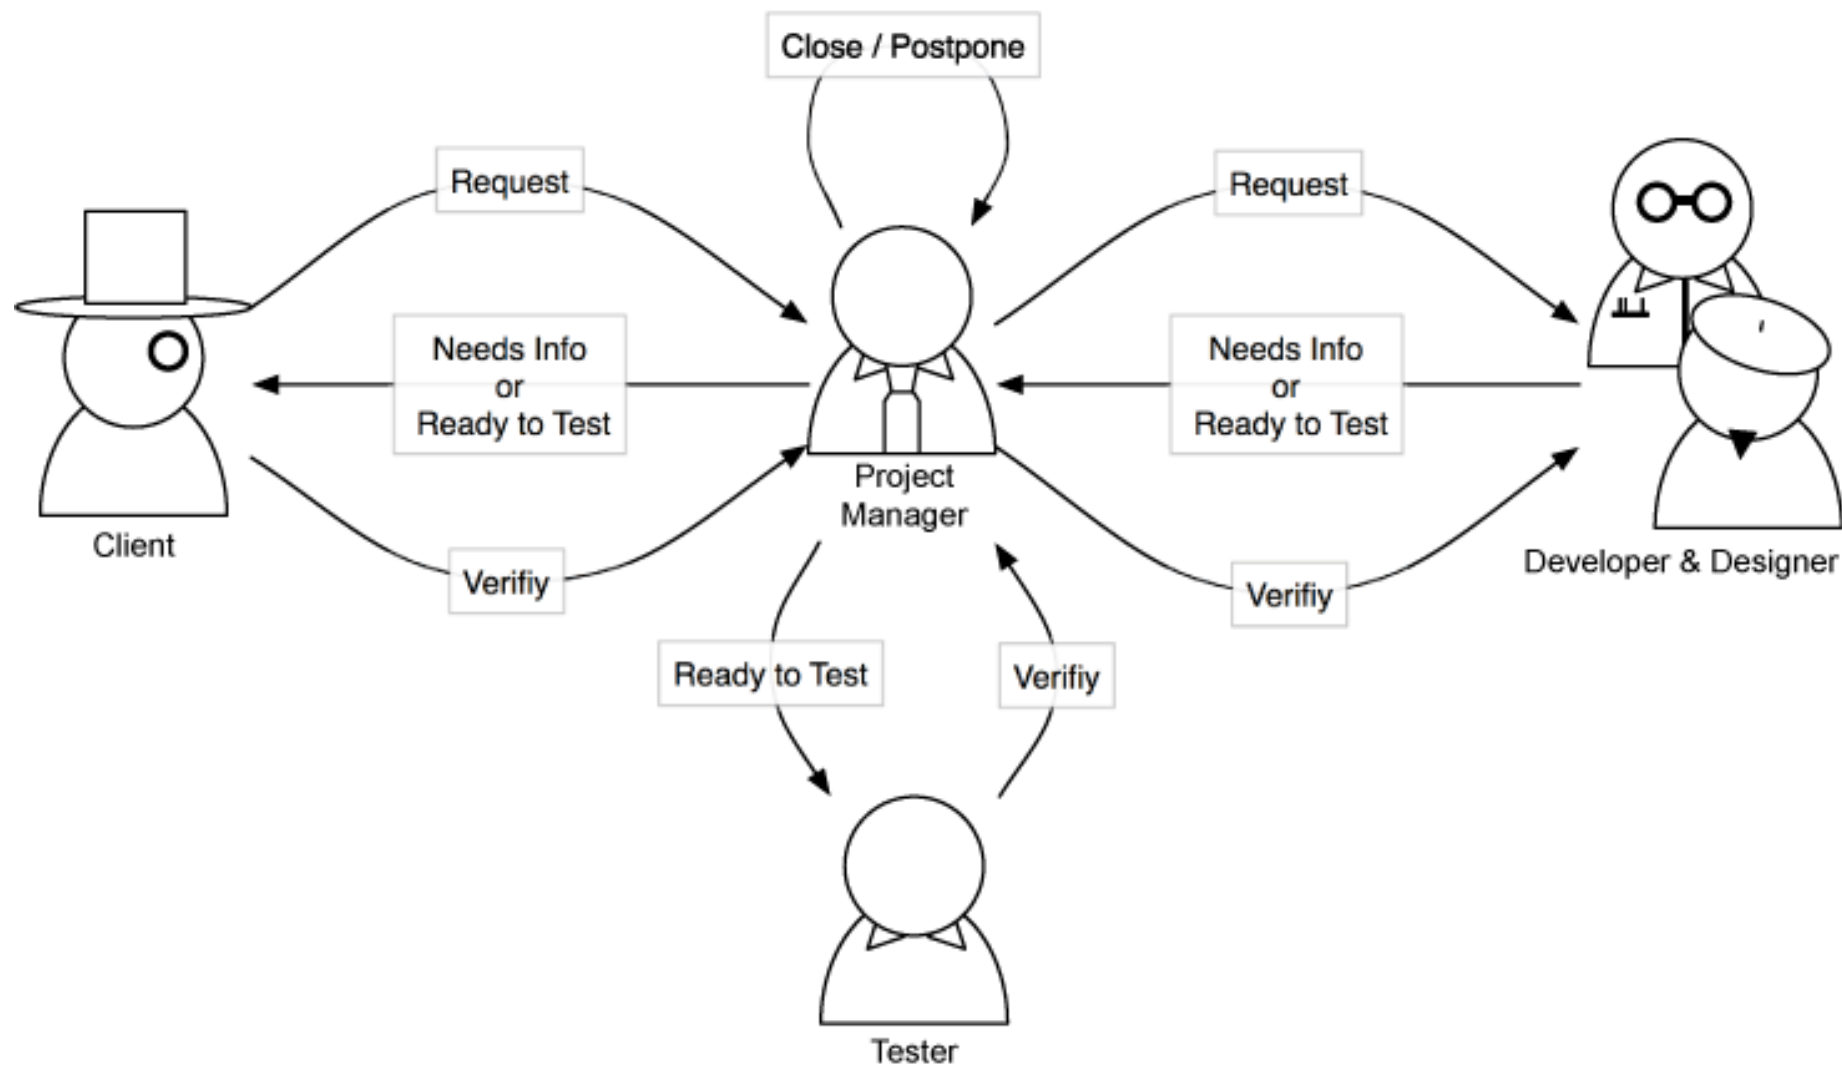 Close / Postpone
Request
Request
Needs Info
or
Ready to Test
Needs Info
or
Ready to Test
Project
Manager
Client
Developer & Designer
Verifiy
Verifiy
Ready to Test
Verifiy
Tester